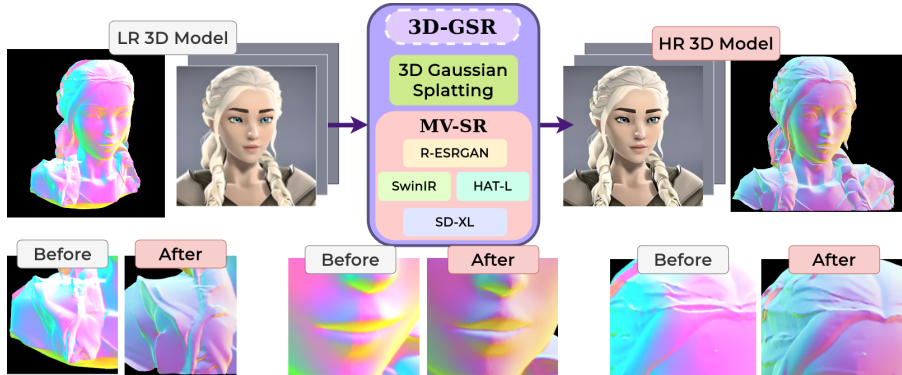 LR 3D Model
3D-GSR
HR 3D Model
3D Gaussian
Splatting
MV-SR
R-ESRGAN
SwinIR
HAT-L
SD-XL
Before
After
Before
After
Before
After